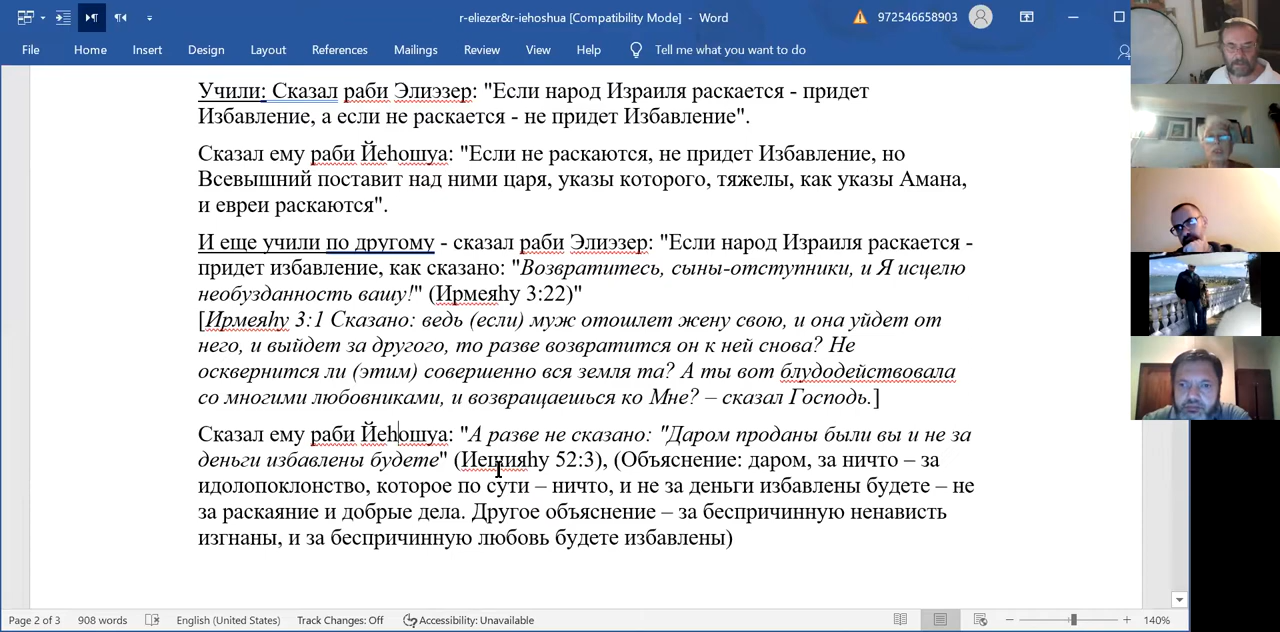 r-eliezer&r-iehoshua [Compatibility Mode] - Word
972546658903
File Home Insert Design Layout References Mailings Review View Help Tell me what you want to do
Учили: Сказал раби Элиэзер: "Если народ Израиля раскается - придет
Избавление, а если не раскается - не придет Избавление".
Сказал ему раби Йеhошуа: "Если не раскаются, не придет Избавление, но
Всевышний поставит над ними царя, указы которого, тяжелы, как указы Амана,
и евреи раскаются".
И еще учили по другому - сказал раби Элиэзер: "Если народ Израиля раскается -
придет избавление, как сказано: "Возвратитесь, сыны-отступники, и Я исцелю
необузданность вашу!" (Ирмеяhу 3:22)"
[Ирмеяhу 3:1 Сказано: ведь (если) муж отошлет жену свою, и она уйдет от
него, и выйдет за другого, то разве возвратится он к ней снова? Не
осквернится ли (этим) совершенно вся земля та? А ты вот блудодействовала
со многими любовниками, и возвращаешься ко Мне? – сказал Господь.]
Сказал ему раби Йеhошуа: "А разве не сказано: "Даром проданы были вы и не за
деньги избавлены будете" (Иешияhу 52:3), (Объяснение: даром, за ничто – за
идолопоклонство, которое по сути – ничто, и не за деньги избавлены будете – не
за раскаяние и добрые дела. Другое объяснение – за беспричинную ненависть
изгнаны, и за беспричинную любовь будете избавлены)
Page 2 of 3 908 words English (United States) Track Changes: Off Accessibility: Unavailable 140%